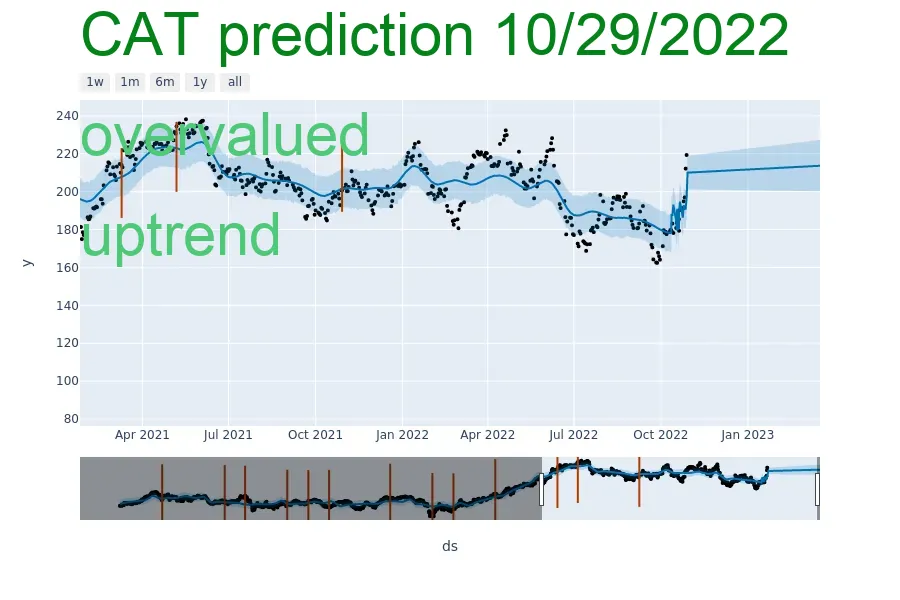 CAT prediction 10/29/2022
1w 1m 6m 1y all
overvalued
uptrend
240
220
200
180
160
140
120
100
80
y
Apr 2021 Jul 2021 Oct 2021 Jan 2022 Apr 2022 Jul 2022 Oct 2022 Jan 2023
ds